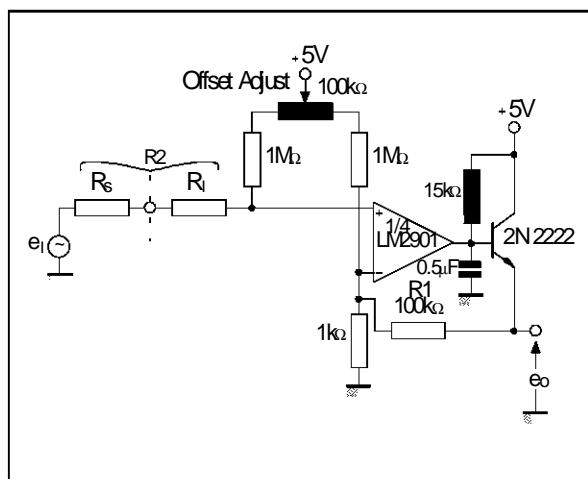 +5V
Offset Adjust
100kΩ
+5V
R2
1MΩ
1MΩ
Rs
RI
15kΩ
+
1/4
LM2901
2N2222
eI
0.5µF
-
R1
1kΩ
100kΩ
eo